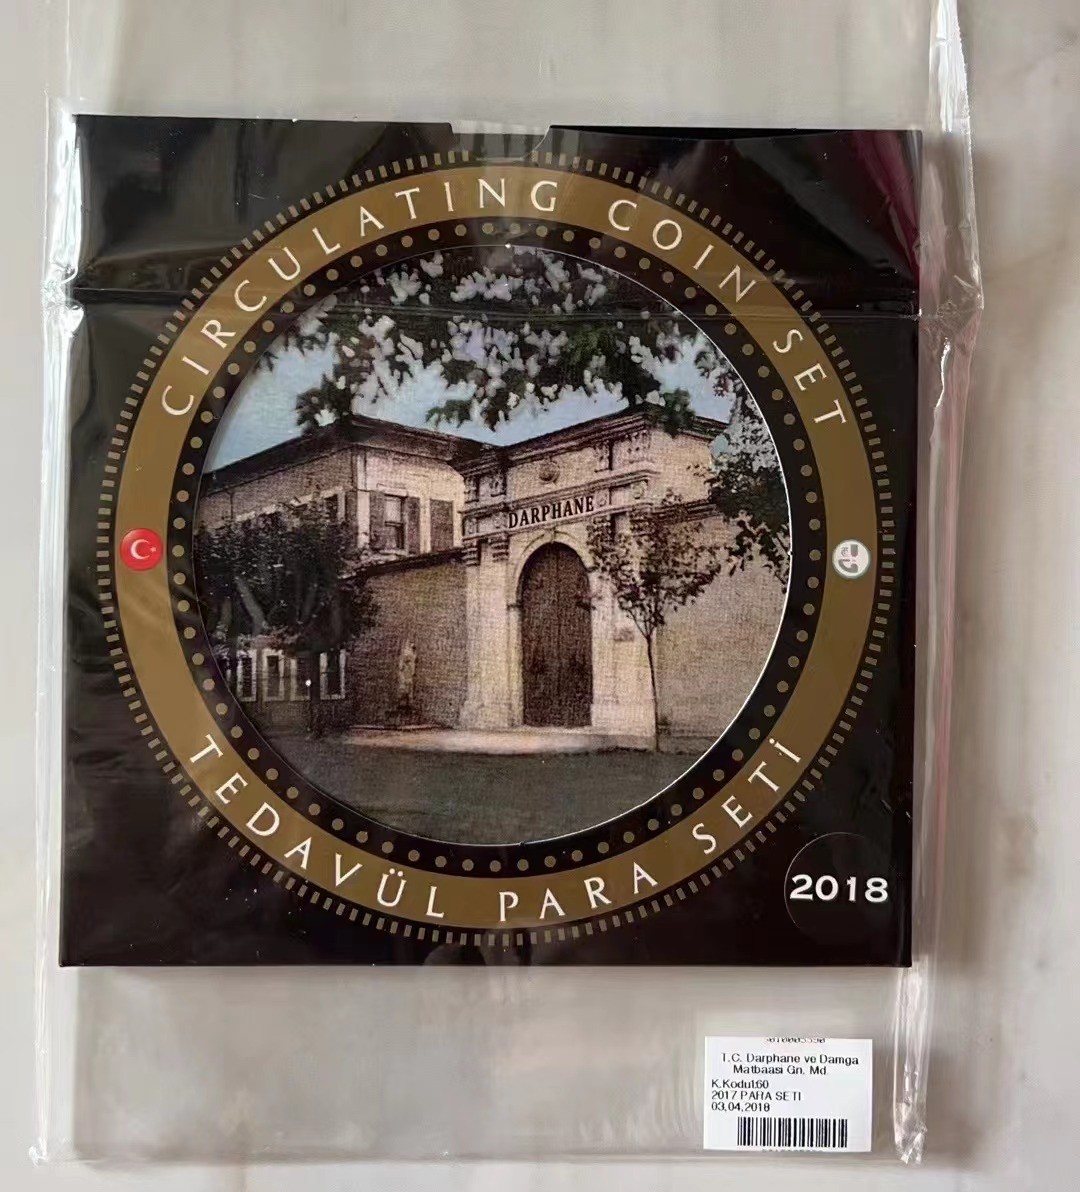 CIRCULATING COIN SET
DARPHANE
TEDAVÜL PARA SETİ
2018
T.C. Darphane ve Damga
Matbaası Gn. Md.
K.Kodu:60
2017 PARA SETI
03.04.2018